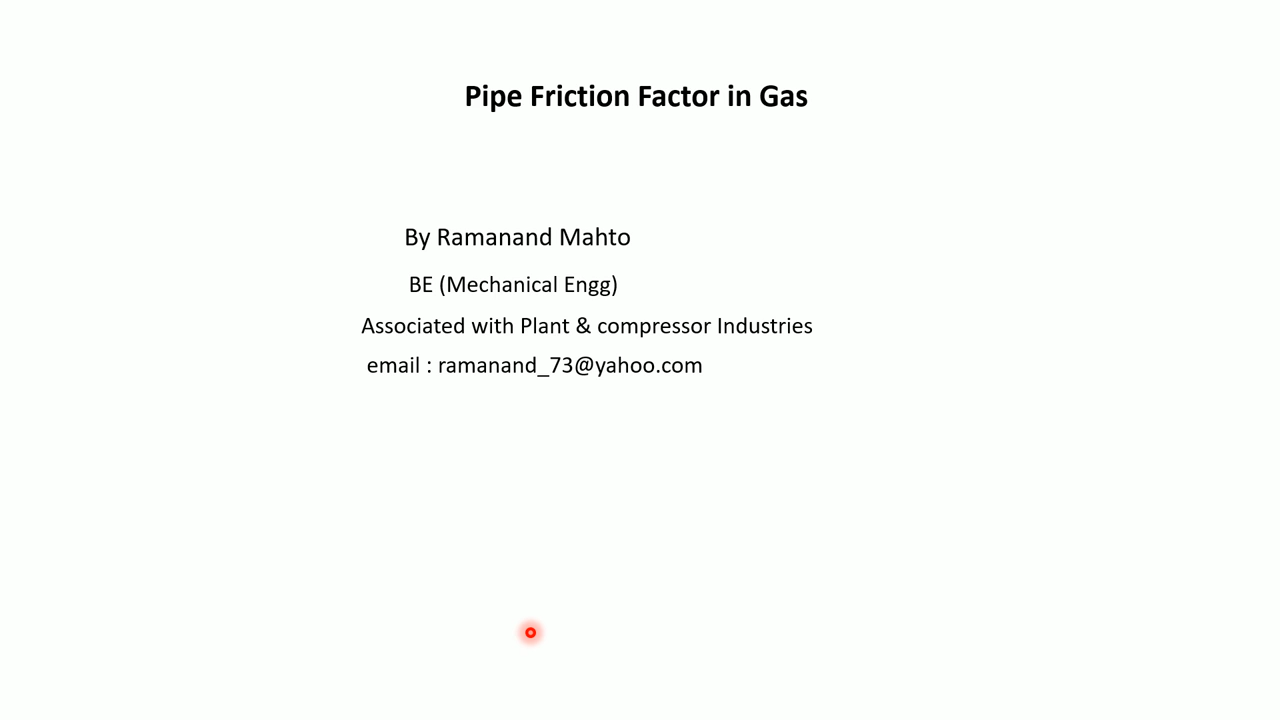 Pipe Friction Factor in Gas
By Ramanand Mahto
BE (Mechanical Engg)
Associated with Plant & compressor Industries
email : ramanand_73@yahoo.com